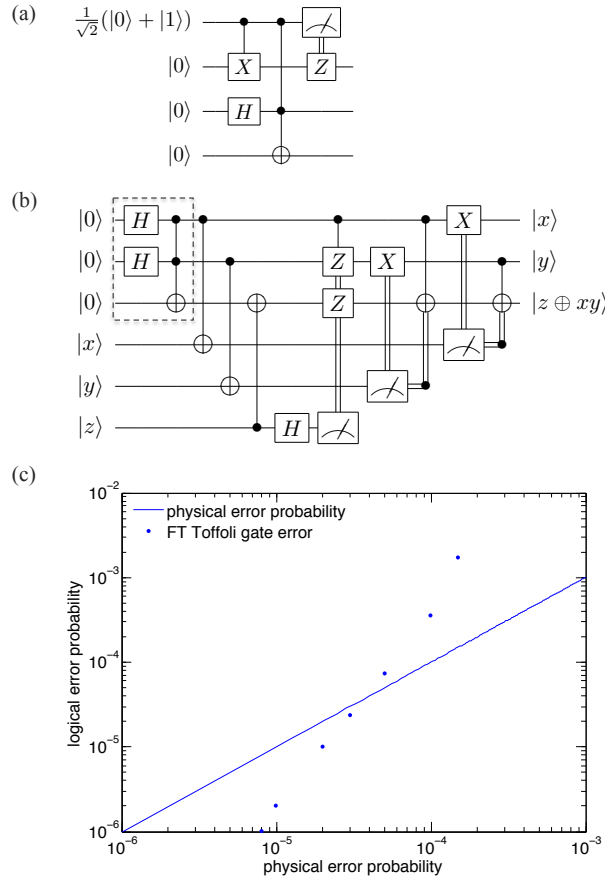 (a)
1/√2(|0⟩ + |1⟩)
|0⟩ X Z
|0⟩ H
|0⟩
(b)
|0⟩ H X |x⟩
|0⟩ H Z X |y⟩
|0⟩ Z |z ⊕ xy⟩
|x⟩
|y⟩
|z⟩ H
(c)
10⁻²
physical error probability
FT Toffoli gate error
10⁻³
10⁻⁴
logical error probability
10⁻⁵
10⁻⁶
10⁻⁶ 10⁻⁵ 10⁻⁴ 10⁻³
physical error probability